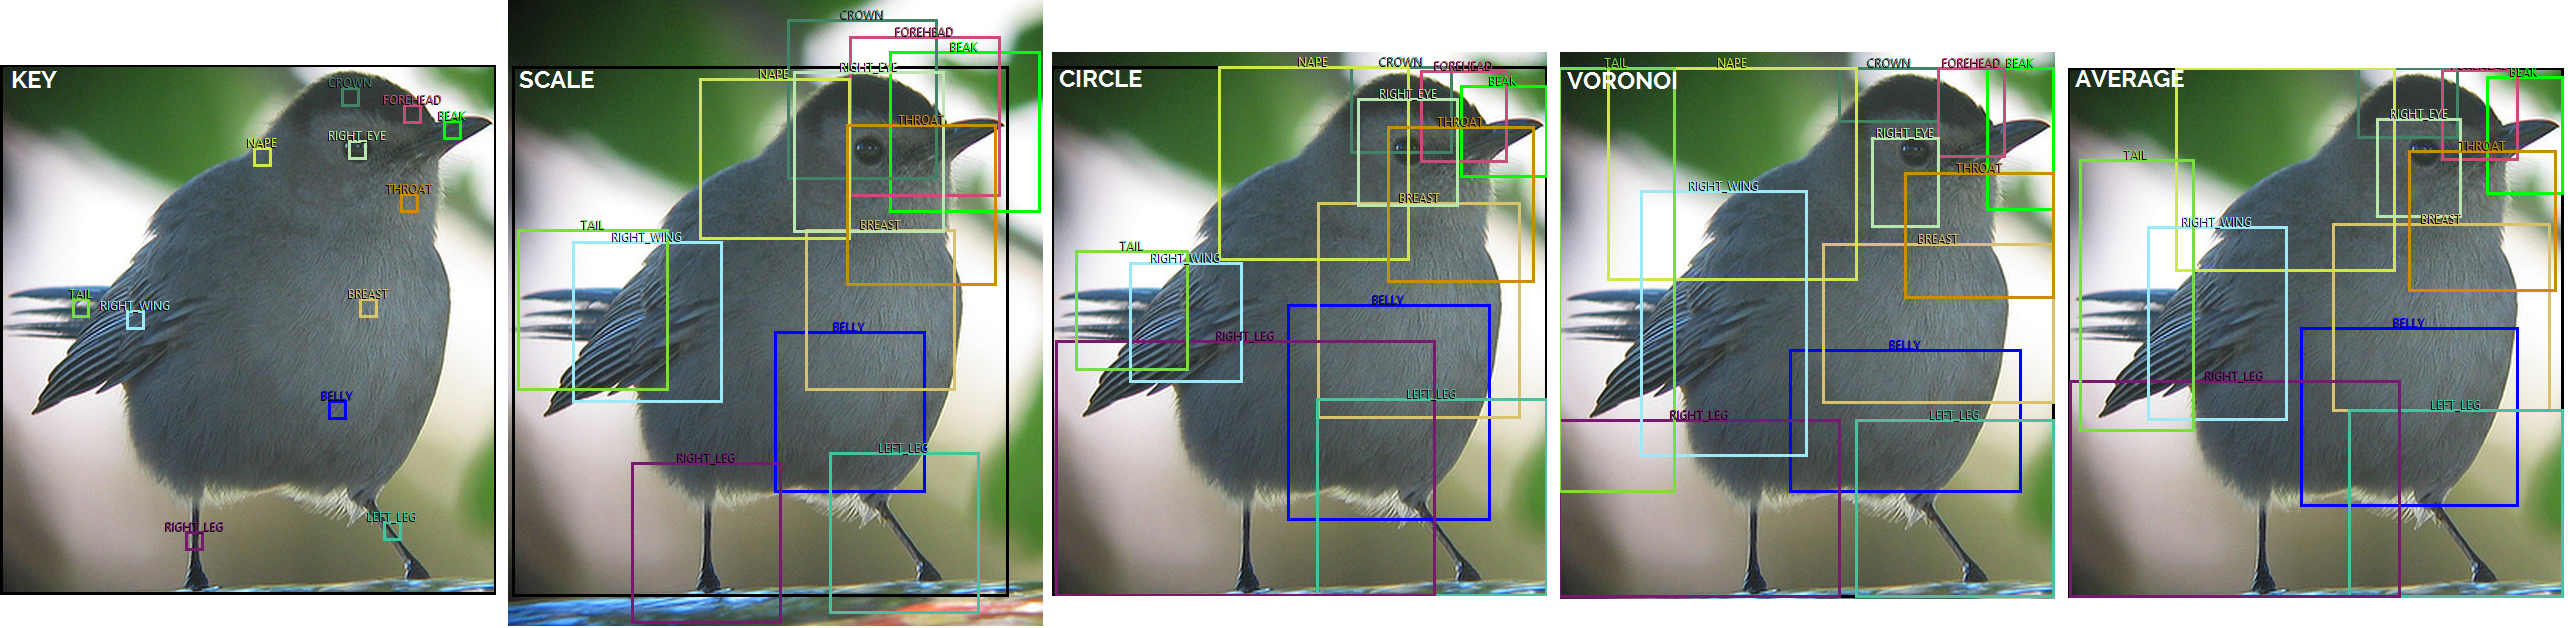 KEY
CROWN
FOREHEAD
BEAK
RIGHT_EYE
NAPE
THROAT
TAIL
RIGHT_WING
BREAST
BELLY
LEFT_LEG
RIGHT_LEG
SCALE
CROWN
FOREHEAD
BEAK
RIGHT_EYE
NAPE
THROAT
TAIL
RIGHT_WING
BREAST
BELLY
LEFT_LEG
RIGHT_LEG
CIRCLE
NAPE
CROWN
FOREHEAD
BEAK
RIGHT_EYE
THROAT
BREAST
TAIL
RIGHT_WING
BELLY
RIGHT_LEG
LEFT_LEG
VORONOI
TAIL
NAPE
CROWN
FOREHEAD
BEAK
RIGHT_EYE
THROAT
RIGHT_WING
BREAST
BELLY
RIGHT_LEG
LEFT_LEG
AVERAGE
BEAK
RIGHT_EYE
THROAT
TAIL
RIGHT_WING
BREAST
BELLY
RIGHT_LEG
LEFT_LEG